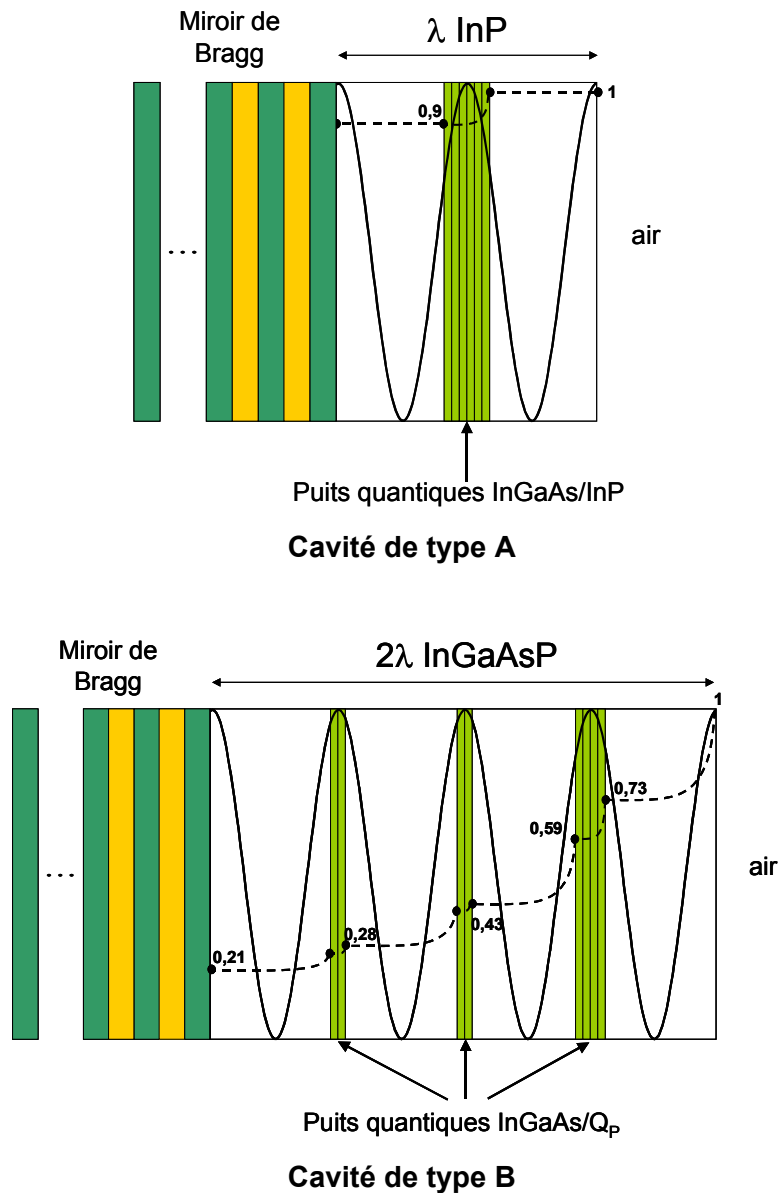 Miroir de
Bragg
λ InP
0,9
1
air
...
Puits quantiques InGaAs/InP
Cavité de type A
Miroir de
Bragg
2λ InGaAsP
1
0,73
0,59
air
...
0,43
0,28
0,21
Puits quantiques InGaAs/Q_P
Cavité de type B